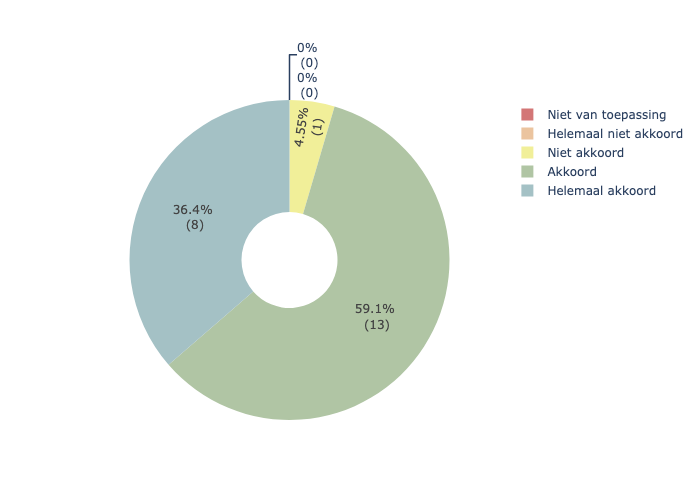 0%
(0)
0%
(0)
4.55%
(1)
36.4%
(8)
59.1%
(13)
Niet van toepassing
Helemaal niet akkoord
Niet akkoord
Akkoord
Helemaal akkoord